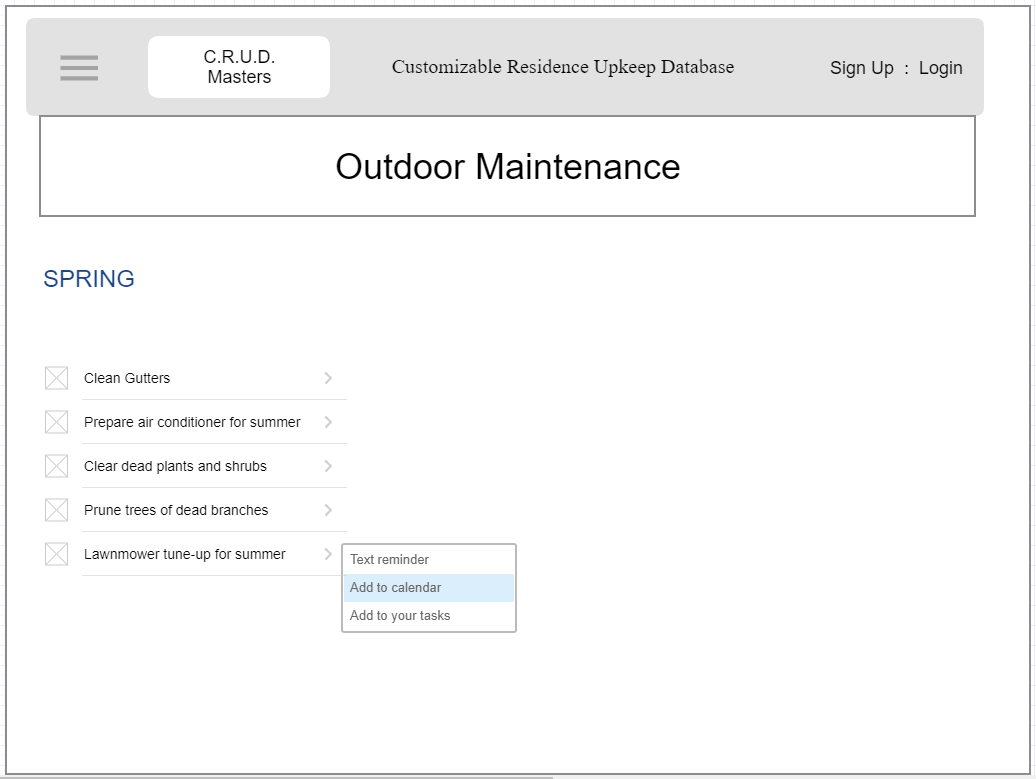 C.R.U.D.
Masters
Customizable Residence Upkeep Database
Sign Up : Login
Outdoor Maintenance
SPRING
Clean Gutters
Prepare air conditioner for summer
Clear dead plants and shrubs
Prune trees of dead branches
Lawnmower tune-up for summer
Text reminder
Add to calendar
Add to your tasks